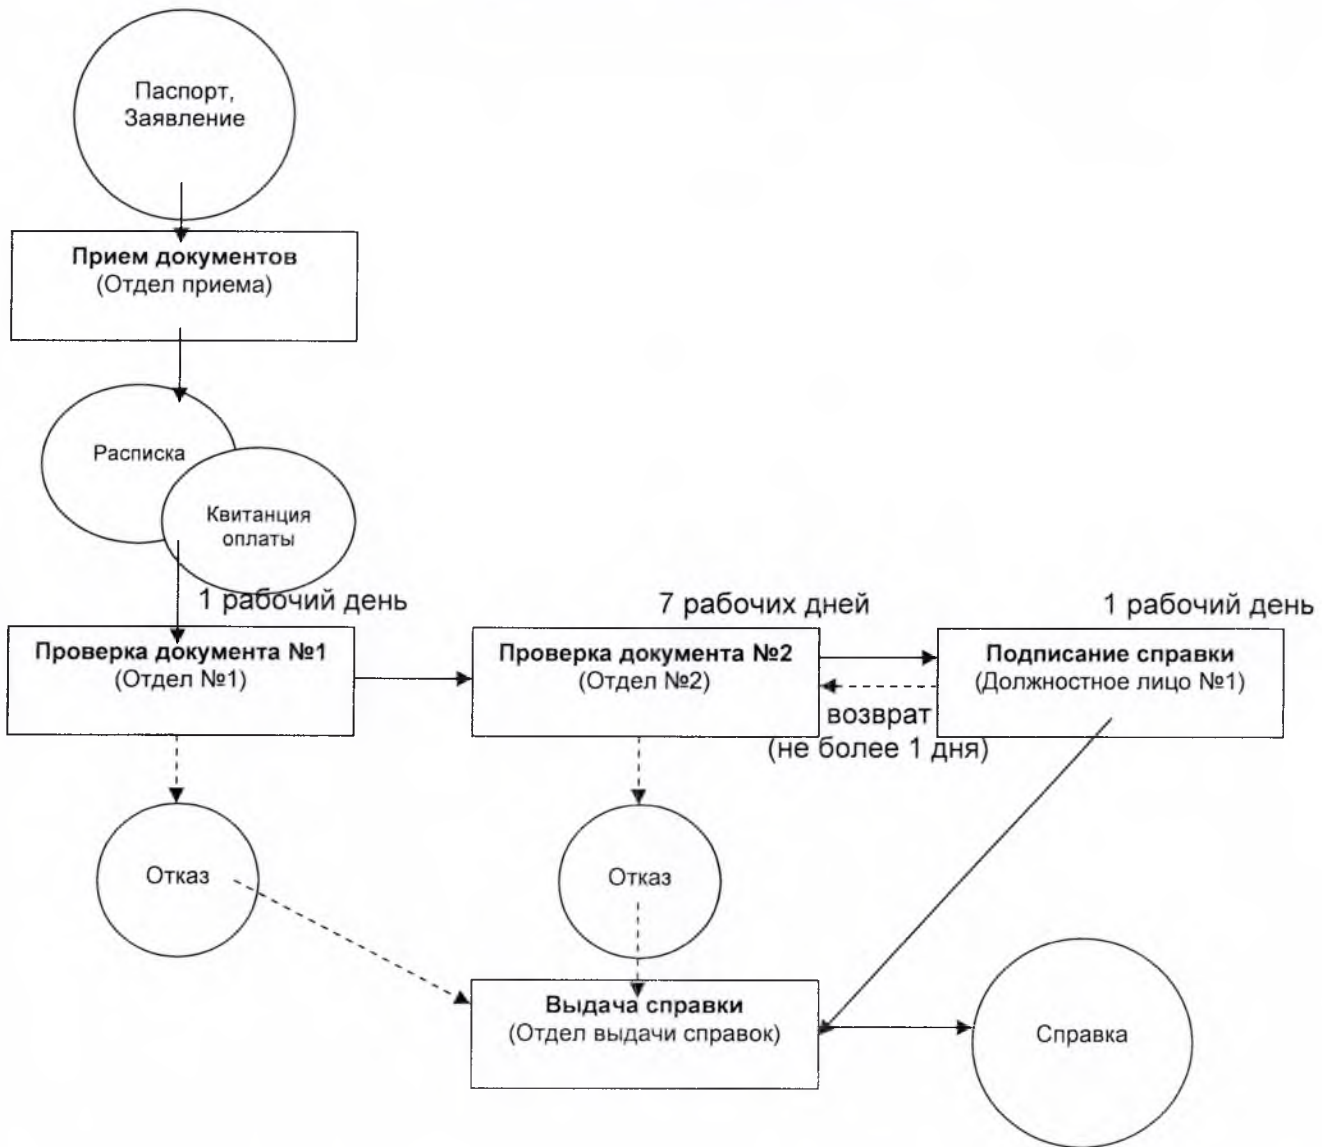 Паспорт,
Заявление
Прием документов
(Отдел приема)
Расписка
Квитанция
оплаты
1 рабочий день
7 рабочих дней
1 рабочий день
Проверка документа №1
(Отдел №1)
Проверка документа №2
(Отдел №2)
Подписание справки
(Должностное лицо №1)
возврат
(не более 1 дня)
Отказ
Отказ
Выдача справки
(Отдел выдачи справок)
Справка